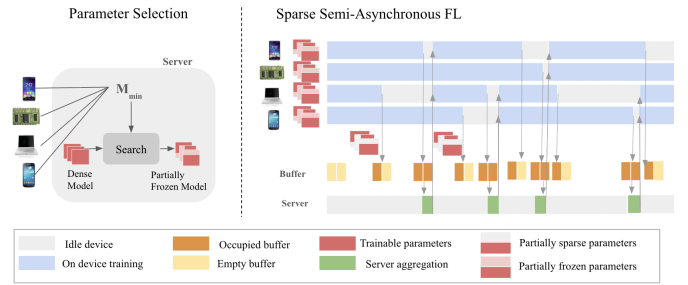 Parameter Selection
Sparse Semi-Asynchronous FL
Server
M min
Search
Dense
Model
Partially
Frozen Model
Buffer
Server
Idle device
Occupied buffer
Trainable parameters
Partially sparse parameters
On device training
Empty buffer
Server aggregation
Partially frozen parameters